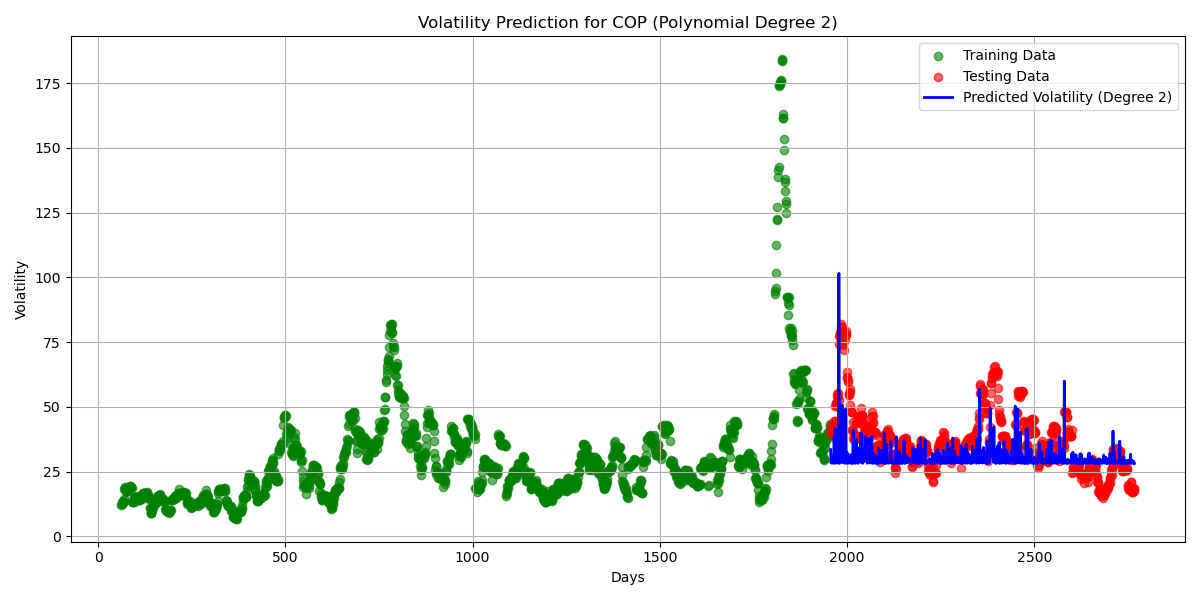 Volatility Prediction for COP (Polynomial Degree 2)
Training Data
Testing Data
Predicted Volatility (Degree 2)
Volatility
175
150
125
100
75
50
25
0
0 500 1000 1500 2000 2500
Days